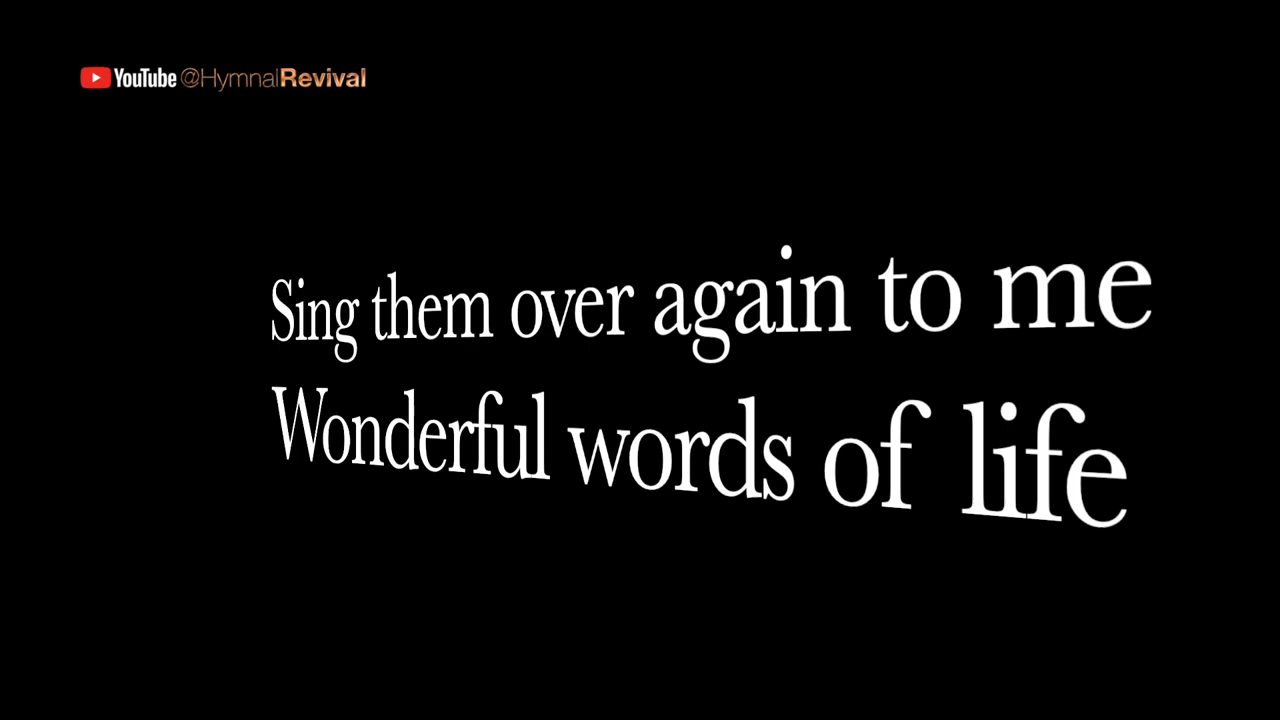 YouTube @HymnalRevival
Sing them over again to me
Wonderful words of life